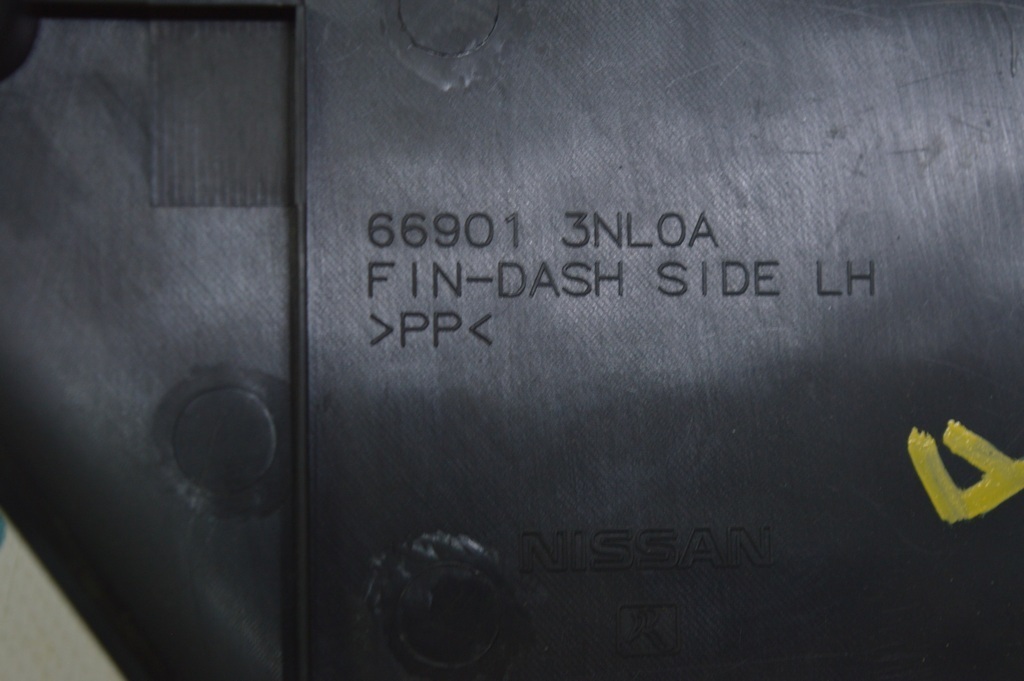 66901 3NL0A
FIN-DASH SIDE LH
>PP<
NISSAN